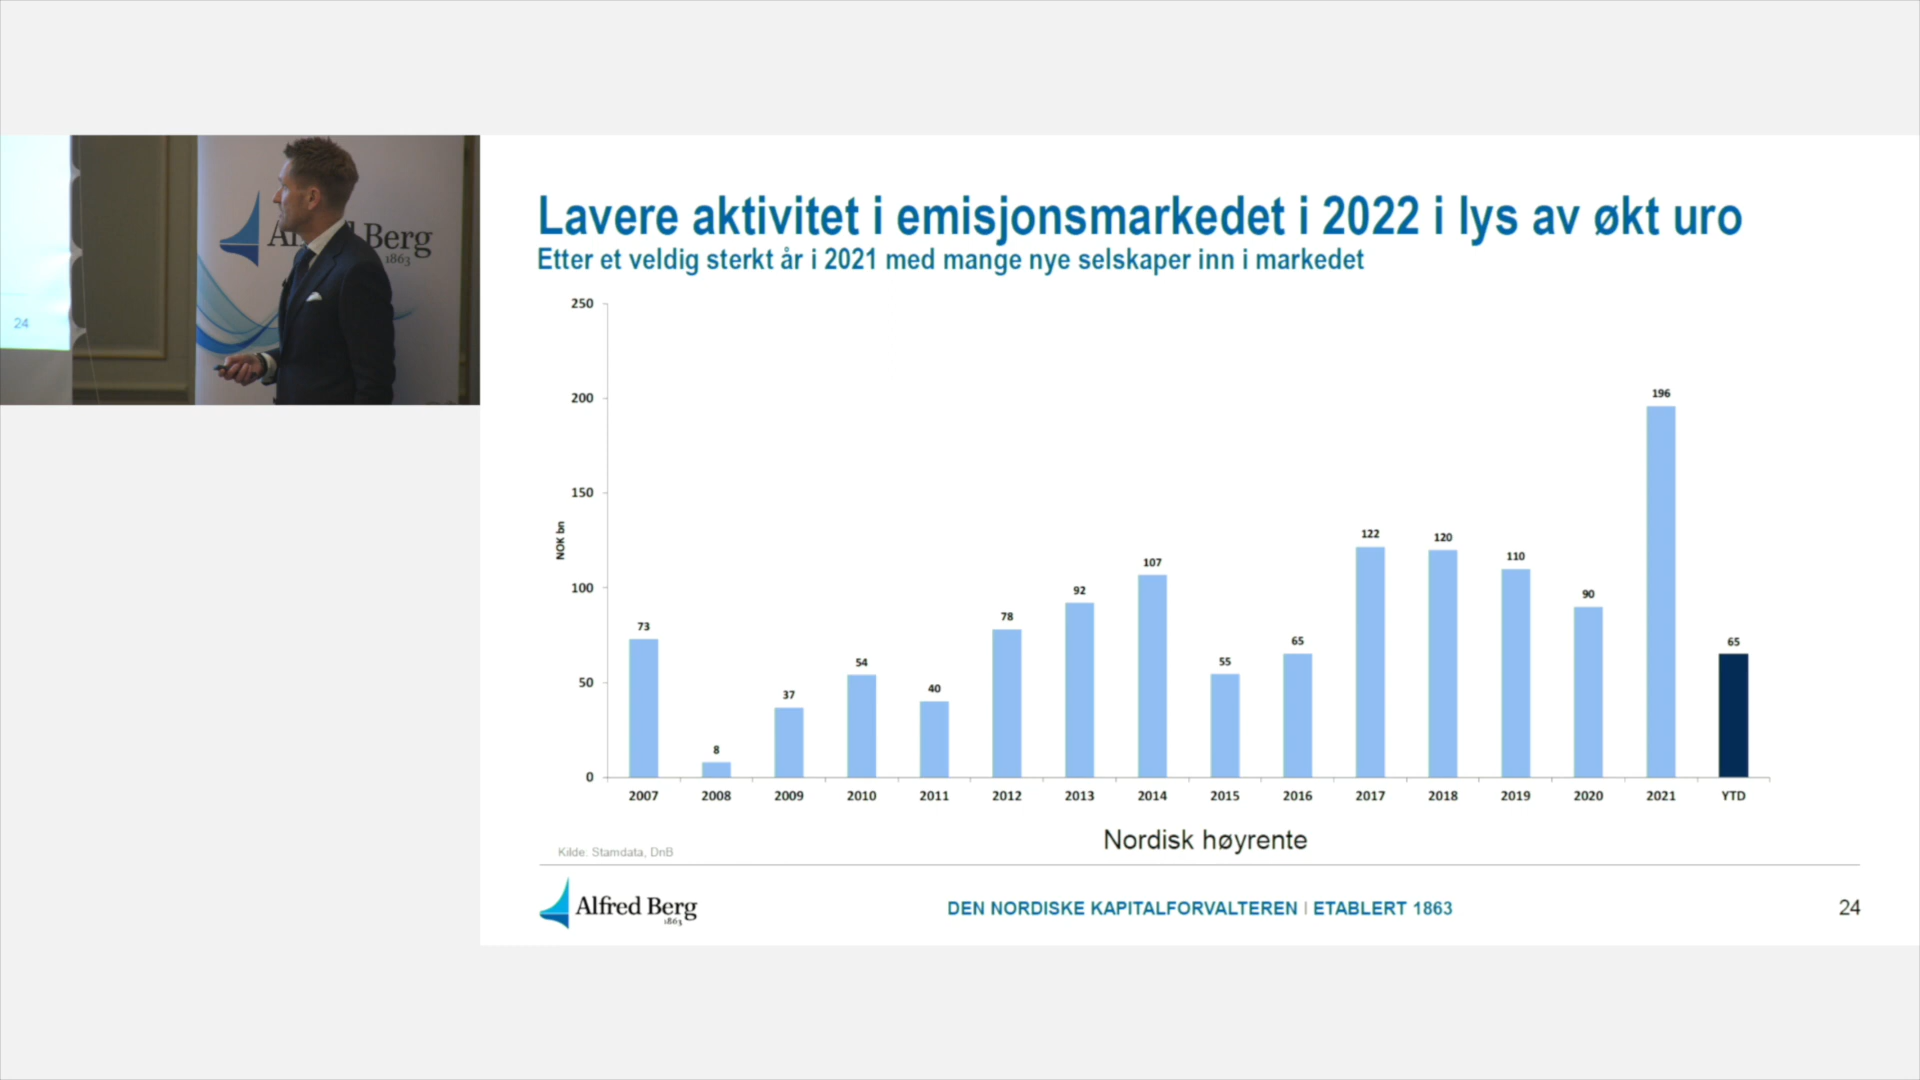 Lavere aktivitet i emisjonsmarkedet i 2022 i lys av økt uro
Etter et veldig sterkt år i 2021 med mange nye selskaper inn i markedet
250
200
150
100
50
0
NOK bn
73
8
37
54
40
78
92
107
55
65
122
120
110
90
196
65
2007 2008 2009 2010 2011 2012 2013 2014 2015 2016 2017 2018 2019 2020 2021 YTD
Nordisk høyrente
Kilde: Stamdata, DnB
Alfred Berg
1863
DEN NORDISKE KAPITALFORVALTEREN | ETABLERT 1863
24
Berg
1863
24